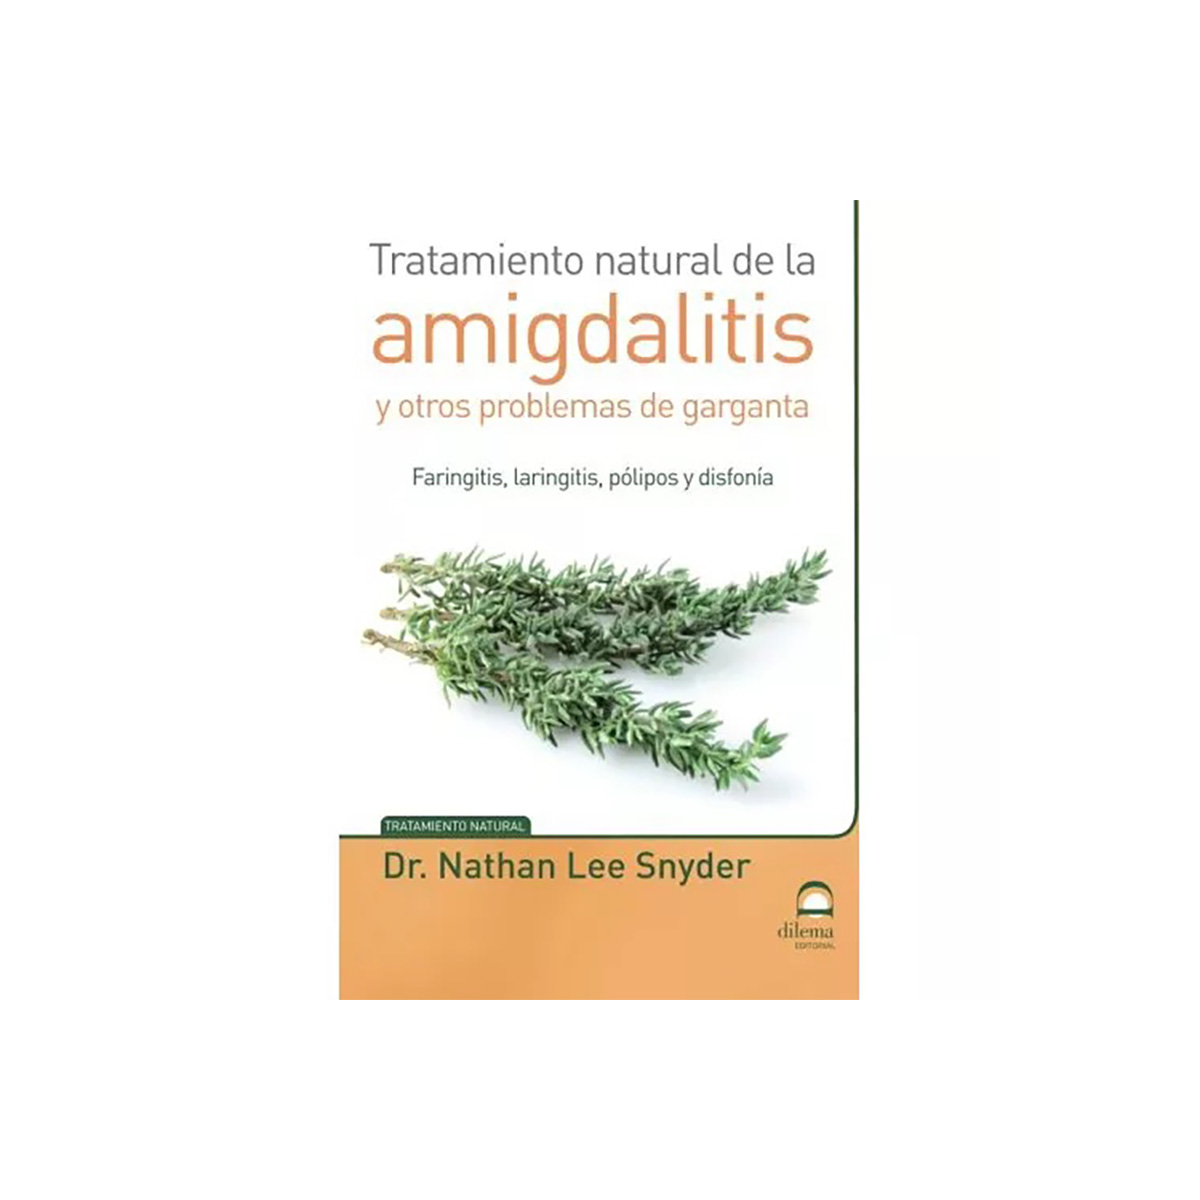 Tratamiento natural de la
amigdalitis
y otros problemas de garganta
Faringitis, laringitis, pólipos y disfonía
TRATAMIENTO NATURAL
Dr. Nathan Lee Snyder
dilema
EDITORIAL